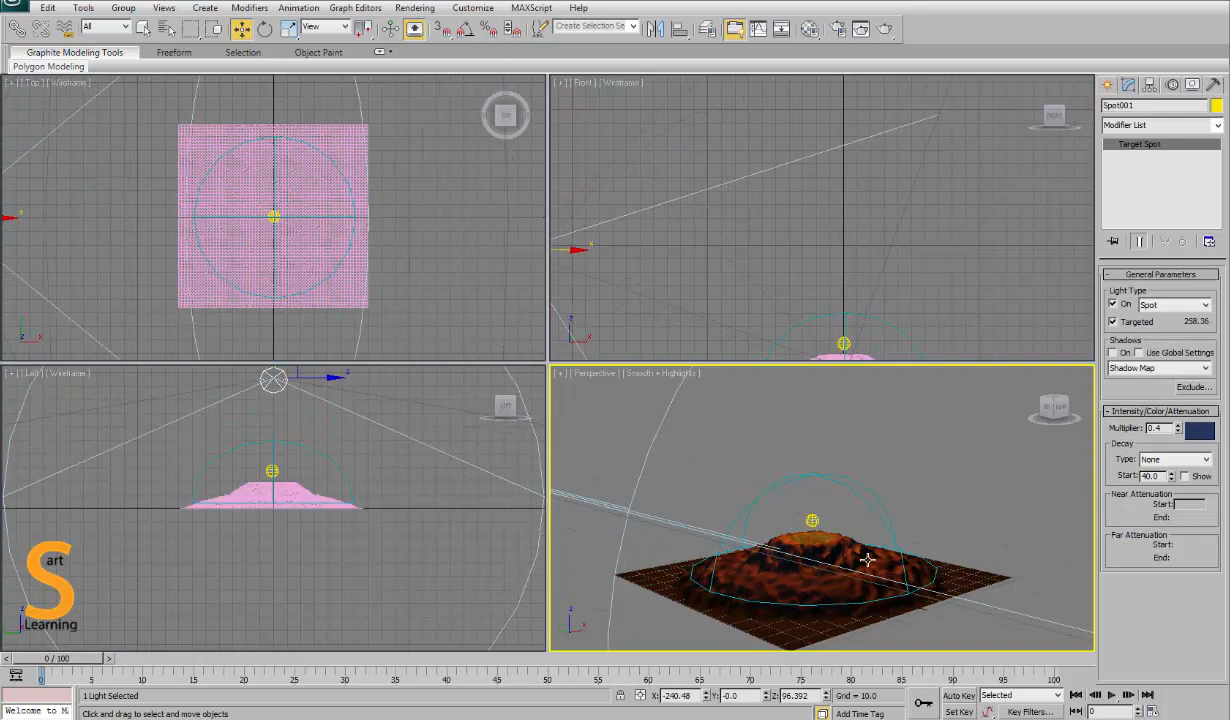 Edit Tools Group Views Create Modifiers Animation Graph Editors Rendering Customize MAXScript Help
All View 3 Create Selection Se
Graphite Modeling Tools Freeform Selection Object Paint
Polygon Modeling
[ + ] [ Top ] [ Wireframe ]
TOP
x
z x
[ + ] [ Front ] [ Wireframe ]
FRONT
x
z x
[ + ] [ Left ] [ Wireframe ]
z
LEFT
art
S
Learning
[ + ] [ Perspective ] [ Smooth + Highlights ]
z x
Spot001
Modifier List
Target Spot
- General Parameters
Light Type
On Spot
Targeted 258.36
Shadows
On Use Global Settings
Shadow Map
Exclude...
- Intensity/Color/Attenuation
Multiplier: 0.4
Decay
Type: None
Start: 40.0 Show
Near Attenuation
Start:
End:
Far Attenuation
Start:
End:
< 0 / 100 >
0 5 10 15 20 25 30 35 40 45 50 55 60 65 70 75 80 85 90 95 100
1 Light Selected X: -240.48 Y: -0.0 Z: 96.392 Grid = 10.0 Auto Key Selected
Welcome to M Click and drag to select and move objects Add Time Tag Set Key Key Filters... 0